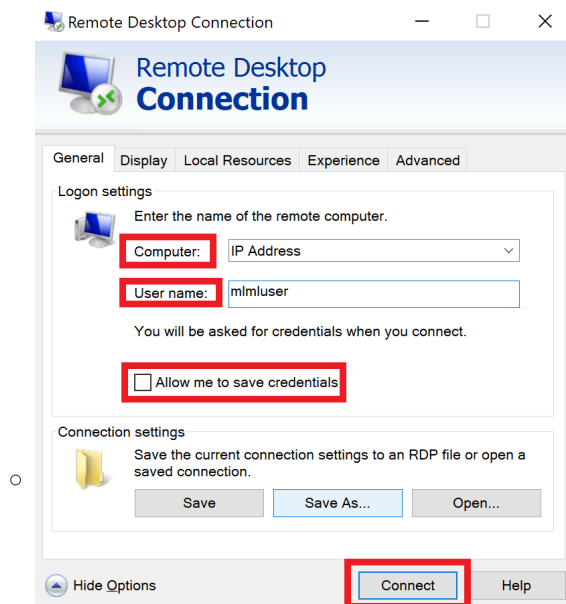 Remote Desktop Connection
Remote Desktop
Connection
General Display Local Resources Experience Advanced
Logon settings
Enter the name of the remote computer.
Computer: IP Address
User name: mlmluser
You will be asked for credentials when you connect.
Allow me to save credentials
Connection settings
Save the current connection settings to an RDP file or open a
saved connection.
Save Save As... Open...
Hide Options Connect Help